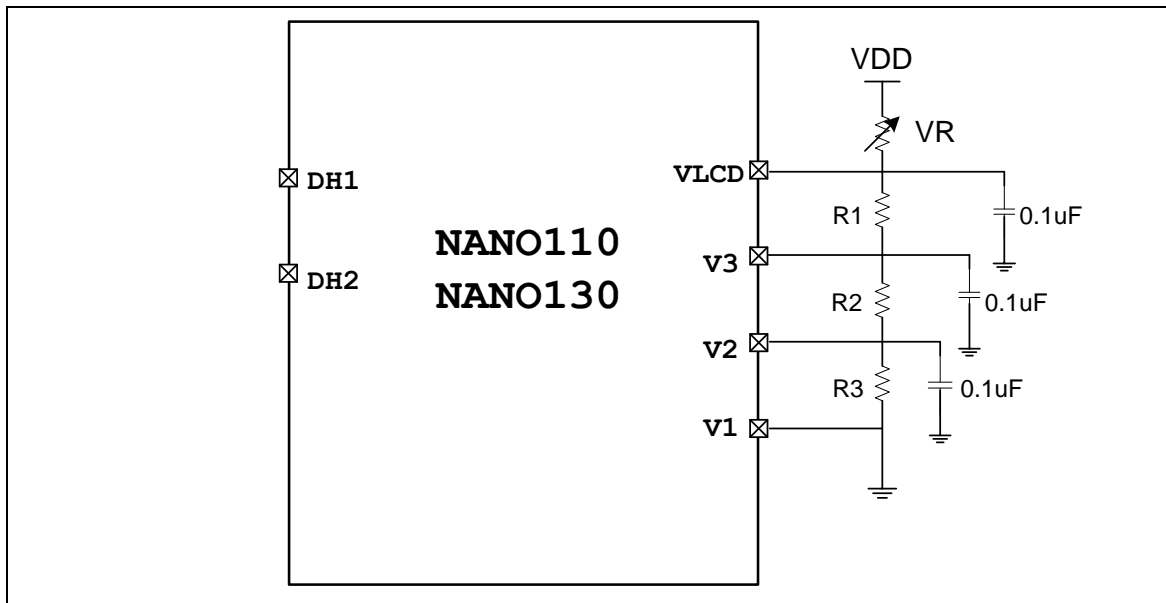 VDD
VR
VLCD
DH1
R1
0.1uF
NANO110
V3
DH2
NANO130
R2
0.1uF
V2
R3
0.1uF
V1